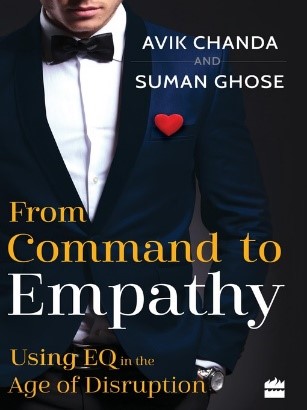 AVIK CHANDA
AND
SUMAN GHOSE
From
Command to
Empathy
Using EQ in the
Age of Disruption